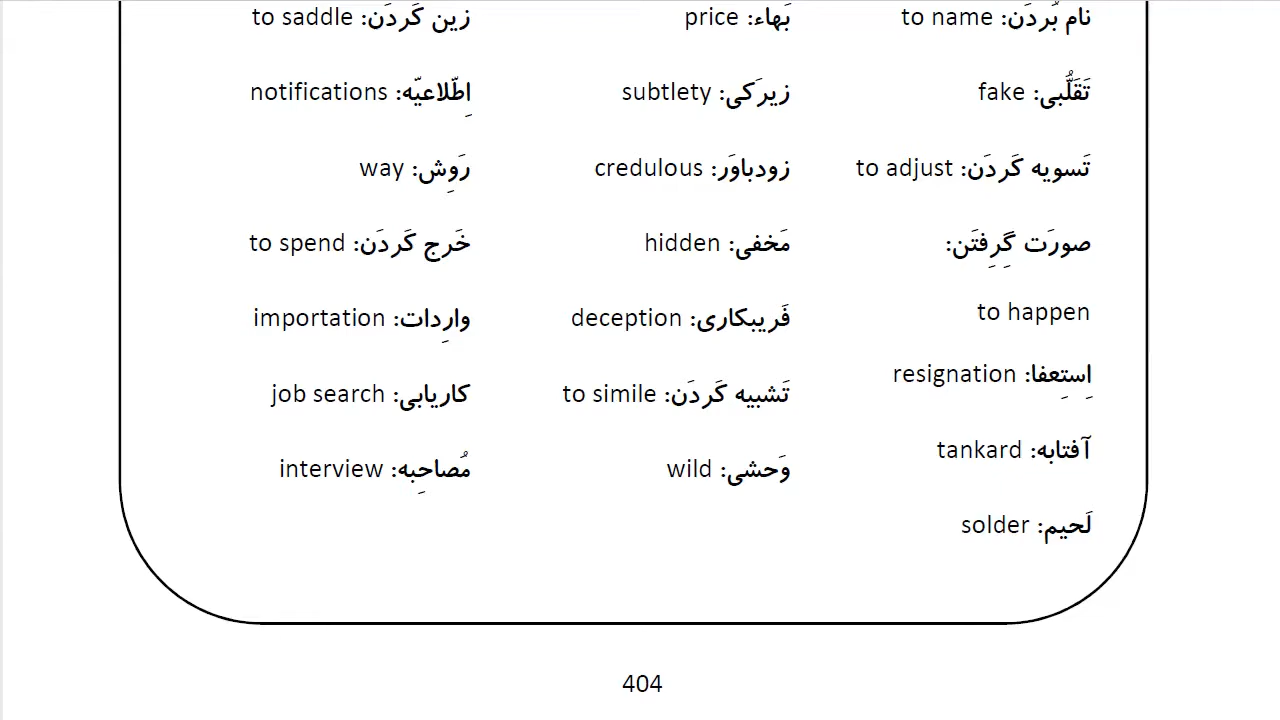 نام بُردَن: to name
تَقَلُّبی: fake
تَسویه کَردَن: to adjust
صورَت گِرِفتَن:
to happen
اِستِعفا: resignation
آفتابه: tankard
لَحیم: solder
بَهاء: price
زیرَکی: subtlety
زودباوَر: credulous
مَخفی: hidden
فَریبکاری: deception
تَشبیه کَردَن: to simile
وَحشی: wild
زین کَردَن: to saddle
اِطّلاعیّه: notifications
رَوِش: way
خَرج کَردَن: to spend
وارِدات: importation
کاریابی: job search
مُصاحِبه: interview
404